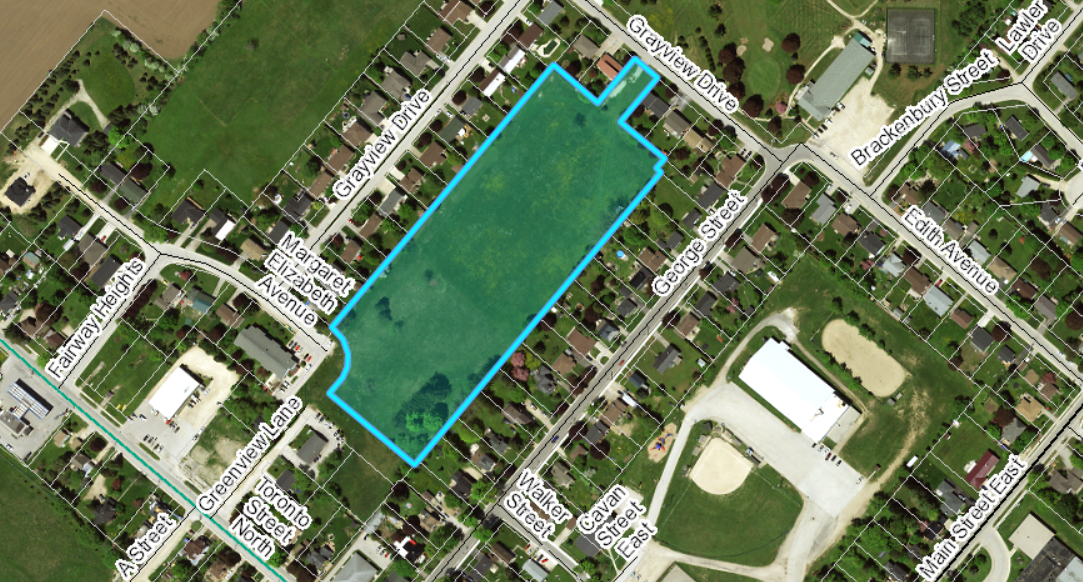 Grayview Drive
Lawler
Drive
Brackenbury Street
Grayview Drive
George Street
Edith Avenue
Margaret
Elizabeth
Avenue
Fairway Heights
Greenview Lane
Toronto
Street
North
A Street
Walker
Street
Cavan
Street
East
Main Street East